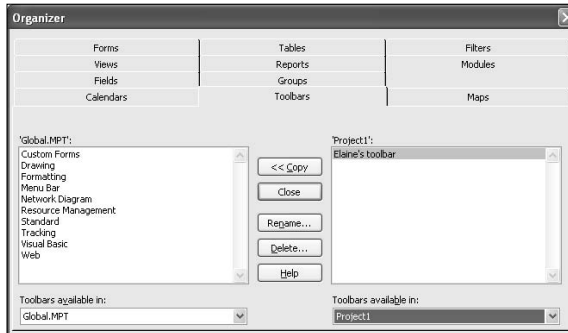 Organizer
Forms Tables Filters
Views Reports Modules
Fields Groups
Calendars Toolbars Maps
'Global.MPT': 'Project1':
Custom Forms
Drawing
Formatting
Menu Bar
Network Diagram
Resource Management
Standard
Tracking
Visual Basic
Web
<< Copy
Close
Rename...
Delete...
Help
Elaine's toolbar
Toolbars available in: Toolbars available in:
Global.MPT Project1